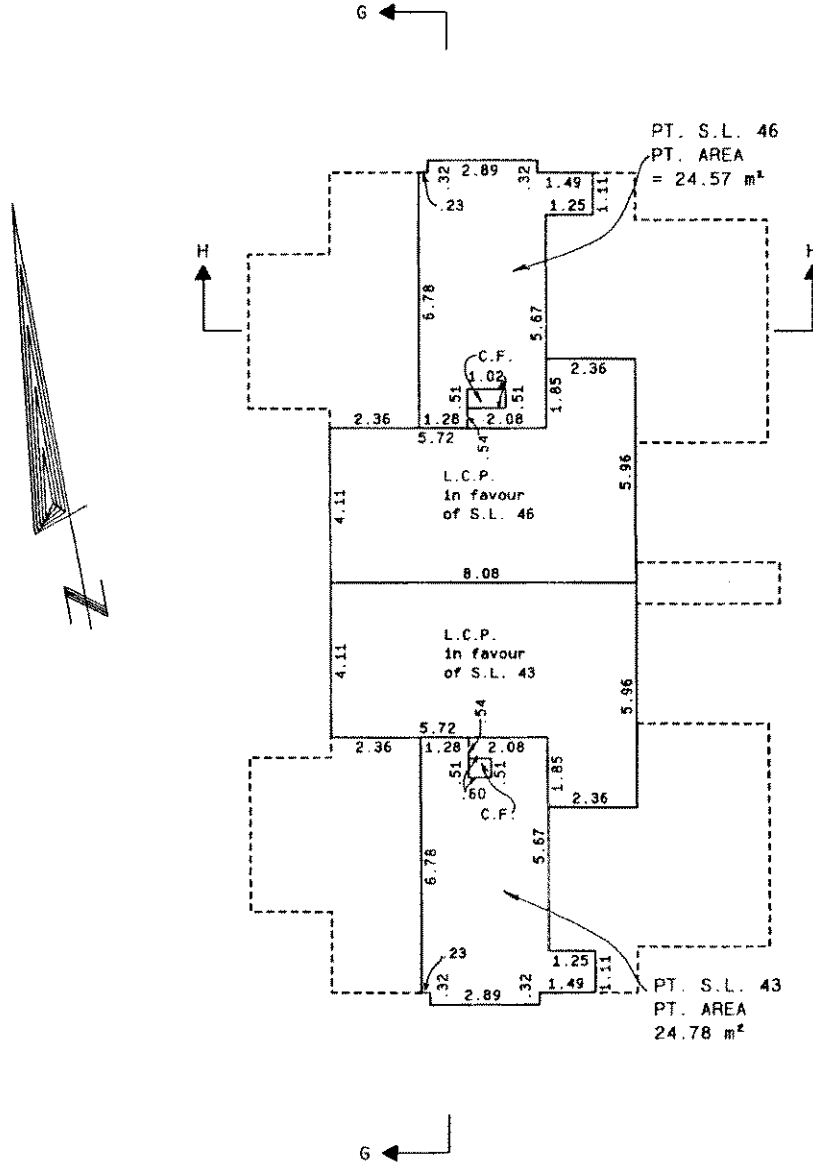 G
PT. S.L. 46
PT. AREA
= 24.57 m²
2.89
.32
.32
1.49
1.11
1.25
.23
H
H
6.78
5.67
C.F.
1.02
.51
.51
2.36
1.85
2.36
1.28
2.08
5.72
.54
L.C.P.
in favour
of S.L. 46
4.11
5.96
8.08
L.C.P.
in favour
of S.L. 43
4.11
5.96
.54
5.72
2.36
1.28
2.08
.51
.51
.60
C.F.
1.85
2.36
6.78
5.67
.23
.32
.32
2.89
1.25
1.49
1.11
PT. S.L. 43
PT. AREA
24.78 m²
G
Z